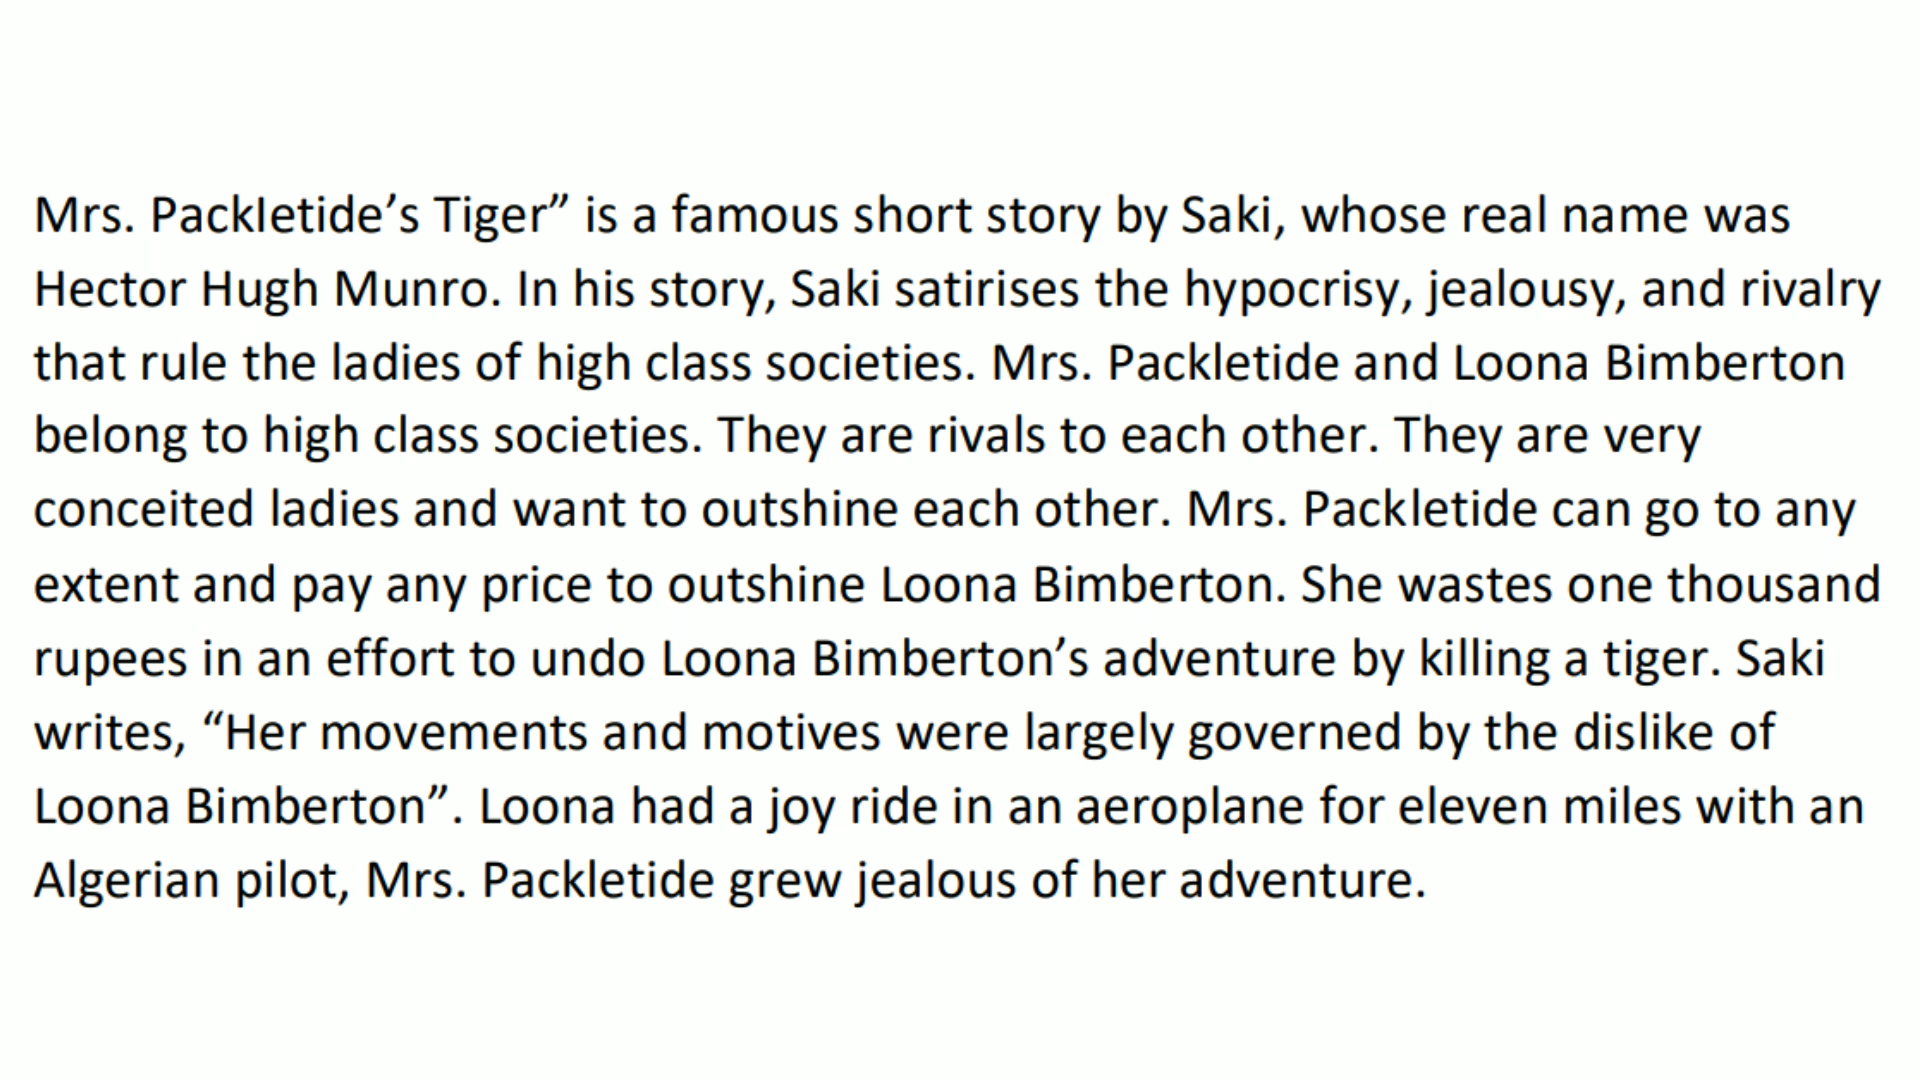 Mrs. Packletide’s Tiger” is a famous short story by Saki, whose real name was
Hector Hugh Munro. In his story, Saki satirises the hypocrisy, jealousy, and rivalry
that rule the ladies of high class societies. Mrs. Packletide and Loona Bimberton
belong to high class societies. They are rivals to each other. They are very
conceited ladies and want to outshine each other. Mrs. Packletide can go to any
extent and pay any price to outshine Loona Bimberton. She wastes one thousand
rupees in an effort to undo Loona Bimberton’s adventure by killing a tiger. Saki
writes, “Her movements and motives were largely governed by the dislike of
Loona Bimberton”. Loona had a joy ride in an aeroplane for eleven miles with an
Algerian pilot, Mrs. Packletide grew jealous of her adventure.